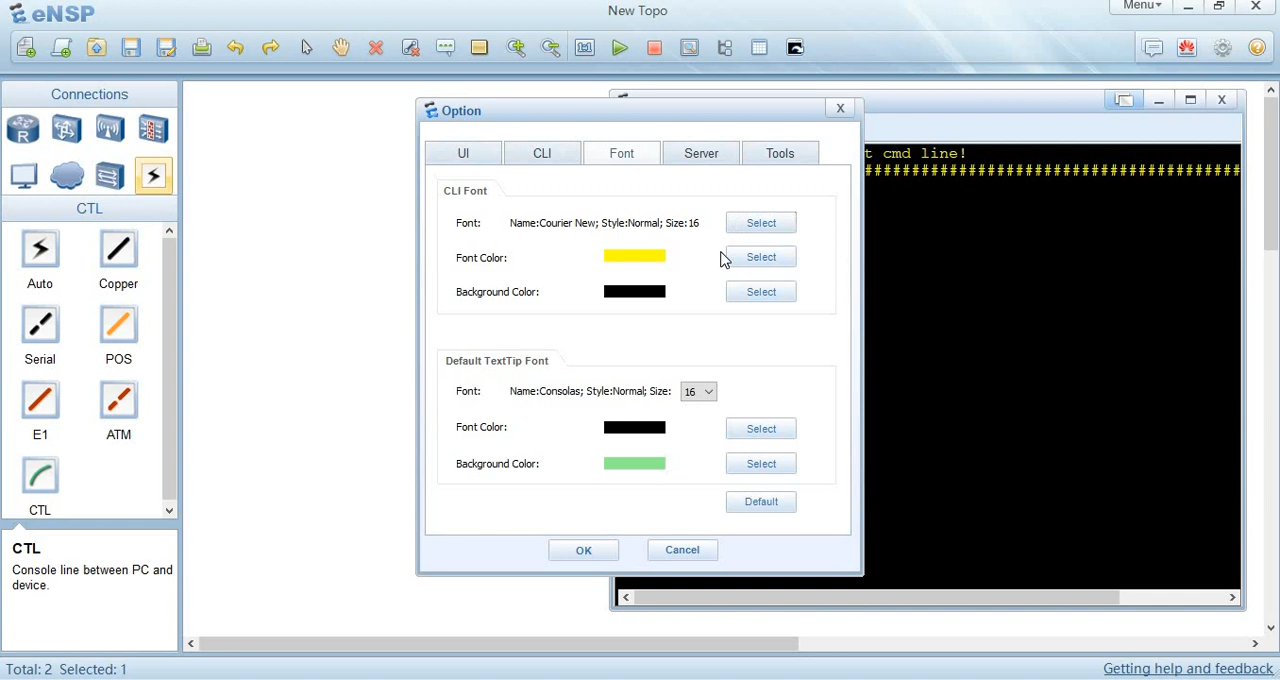 eNSP
New Topo
Menu
Connections
R
CTL
Auto
Copper
Serial
POS
E1
ATM
CTL
CTL
Console line between PC and
device.
Option
UI
CLI
Font
Server
Tools
CLI Font
Font:
Name:Courier New; Style:Normal; Size:16
Select
Font Color:
Select
Background Color:
Select
Default TextTip Font
Font:
Name:Consolas; Style:Normal; Size:
16
Font Color:
Select
Background Color:
Select
Default
OK
Cancel
t cmd line!
########################################
Total: 2 Selected: 1
Getting help and feedback